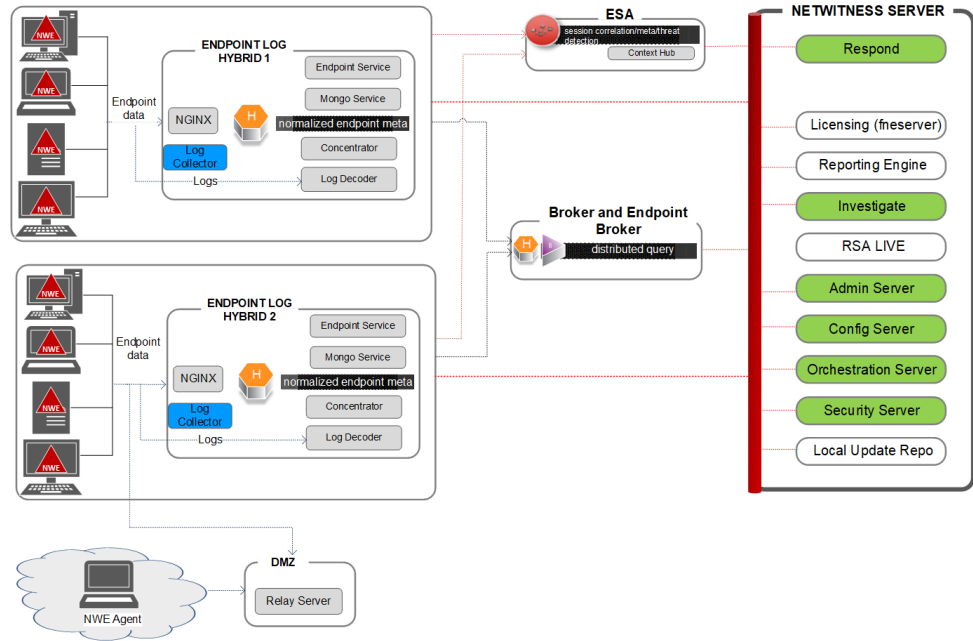 NWE
NWE
NWE
NWE
Endpoint
data
ENDPOINT LOG
HYBRID 1
NGINX
H
Log
Collector
Logs
Endpoint Service
Mongo Service
normalized endpoint meta
Concentrator
Log Decoder
NWE
NWE
NWE
NWE
Endpoint
data
ENDPOINT LOG
HYBRID 2
NGINX
H
Log
Collector
Logs
Endpoint Service
Mongo Service
normalized endpoint meta
Concentrator
Log Decoder
NWE Agent
DMZ
Relay Server
ESA
session correlation/meta/threat
detection
Context Hub
Broker and Endpoint
Broker
H
B
distributed query
NETWITNESS SERVER
Respond
Licensing (fneserver)
Reporting Engine
Investigate
RSA LIVE
Admin Server
Config Server
Orchestration Server
Security Server
Local Update Repo